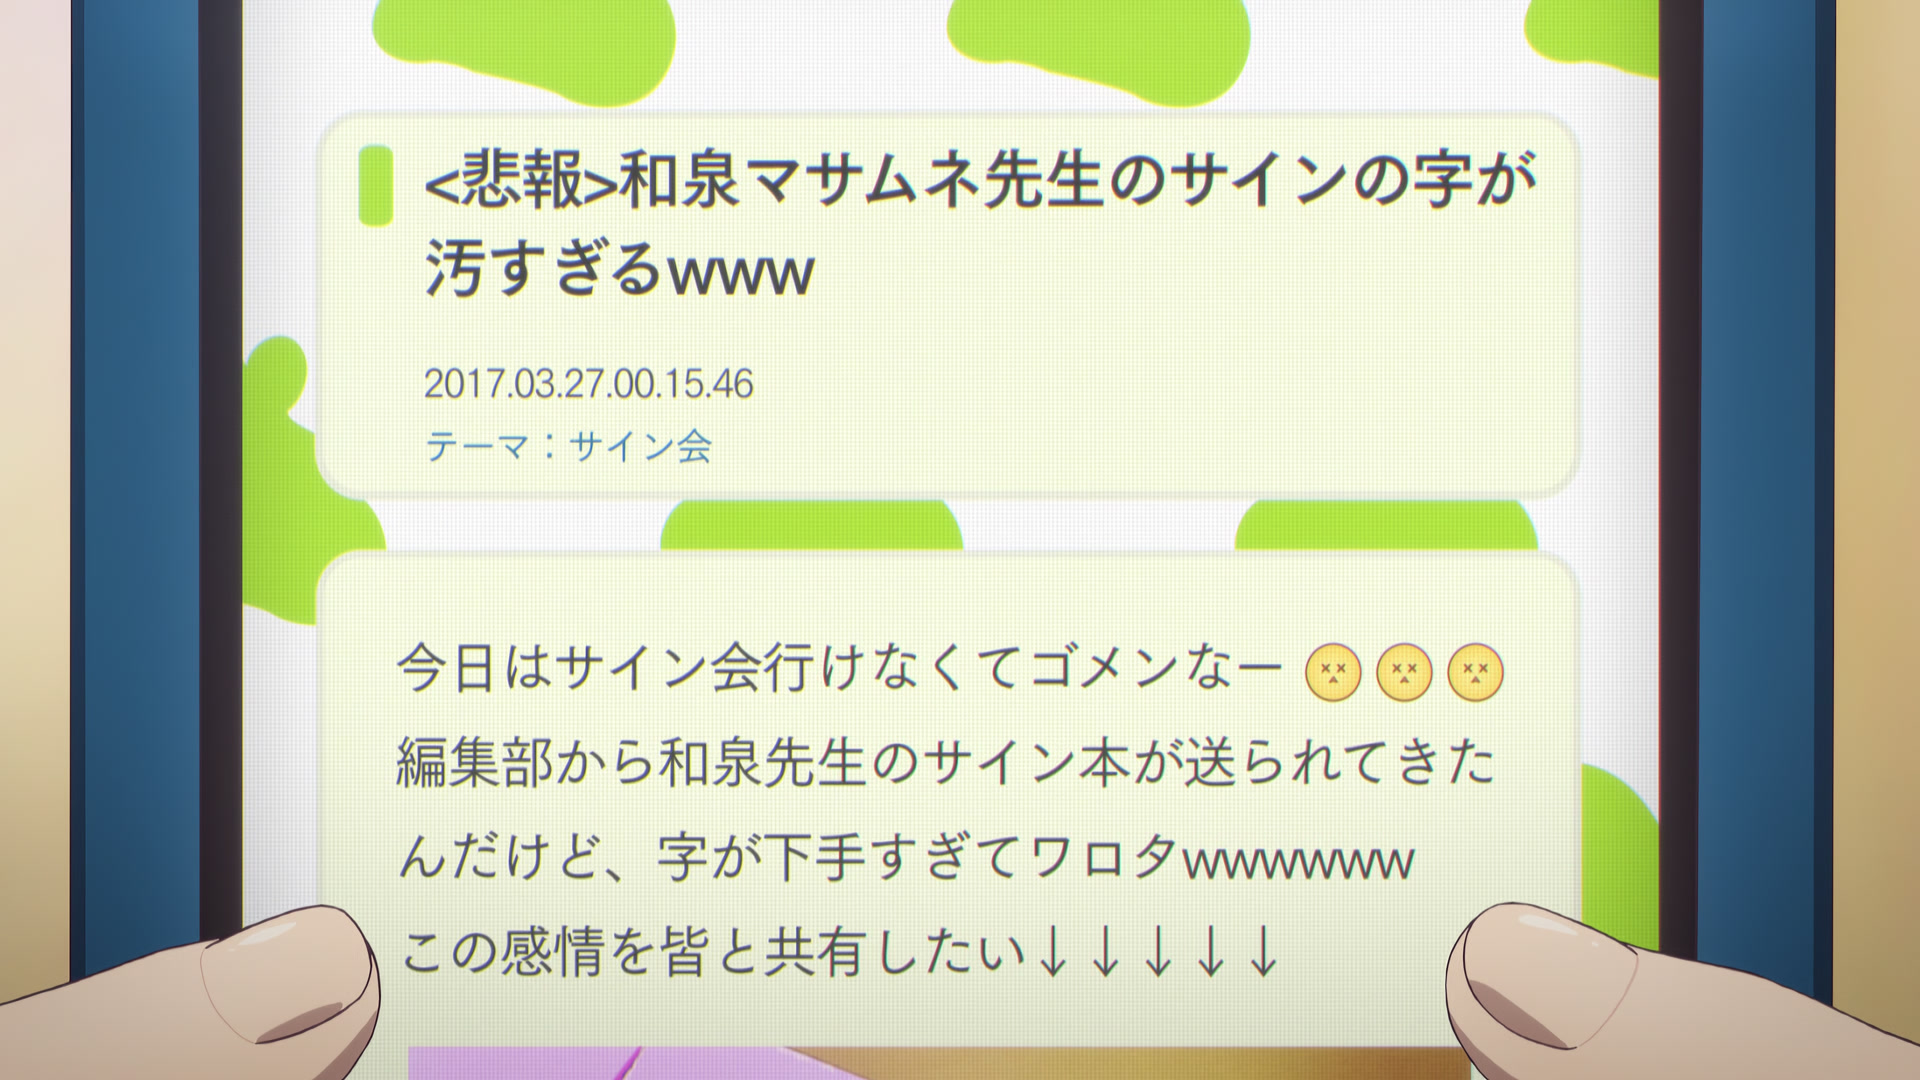 <悲報>和泉マサムネ先生のサインの字が
汚すぎるwww
2017.03.27.00.15.46
テーマ：サイン会
今日はサイン会行けなくてゴメンなー
編集部から和泉先生のサイン本が送られてきた
んだけど、字が下手すぎてワロタwwwwww
この感情を皆と共有したい↓↓↓↓↓